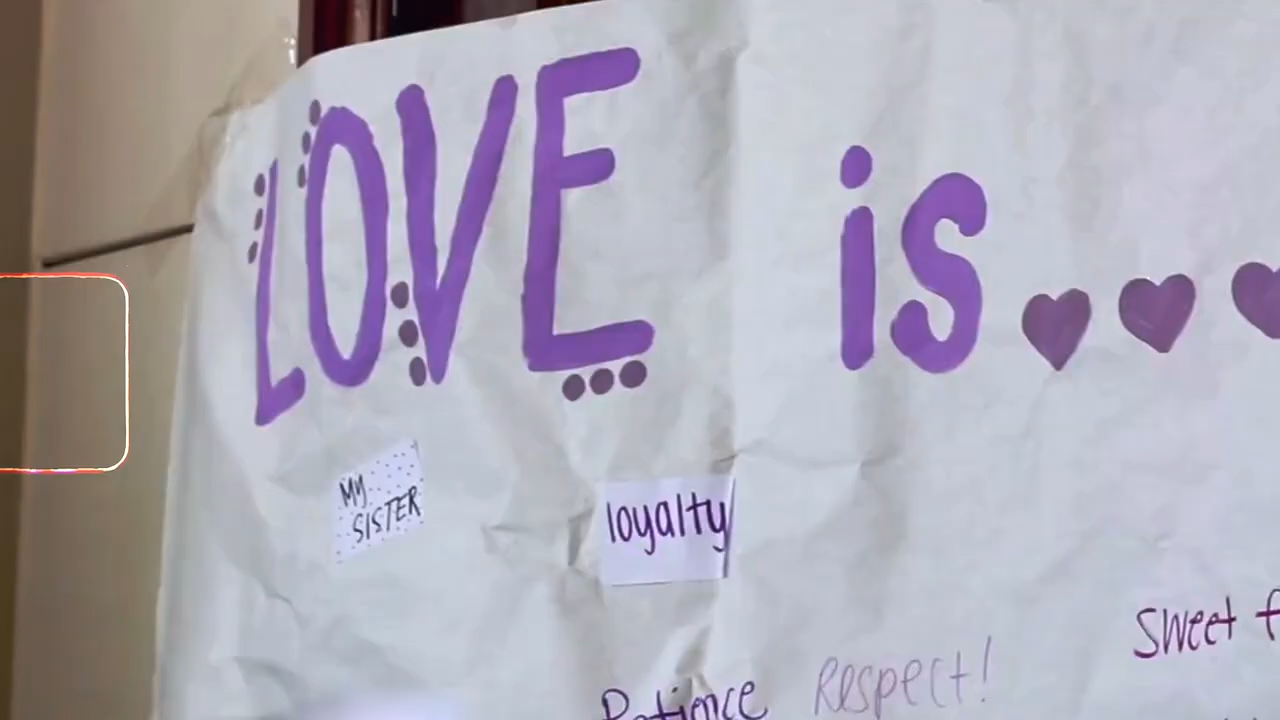 LOVE is
MY
SISTER
loyalty
Sweet
Patience Respect!